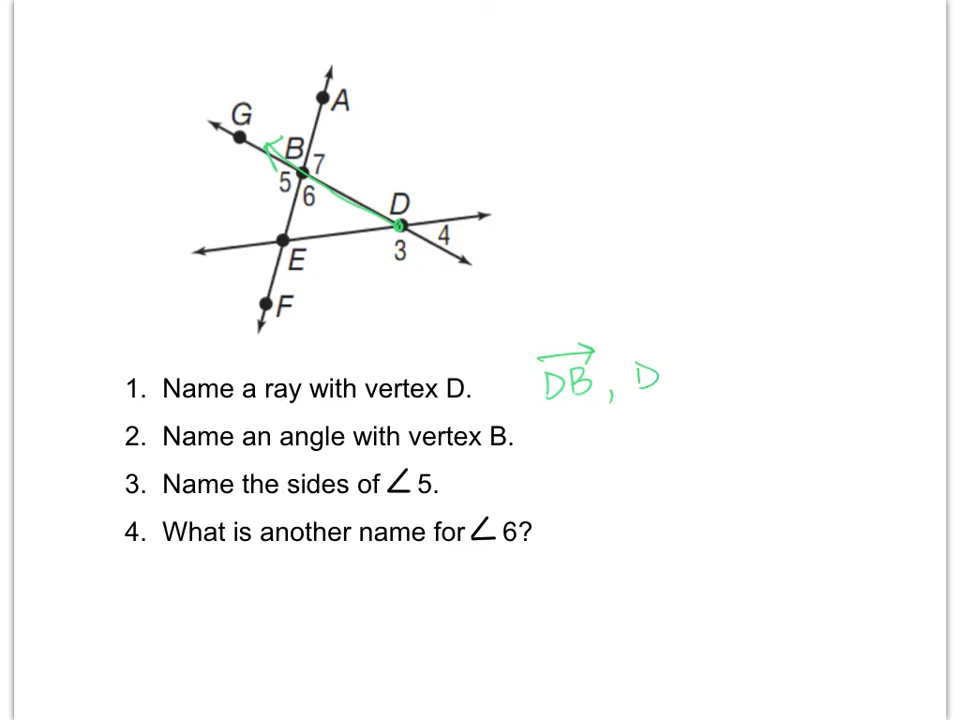 A
G
B 7
5 6
D
4
3
E
F
1. Name a ray with vertex D. DB, D
2. Name an angle with vertex B.
3. Name the sides of ∠5.
4. What is another name for ∠6?